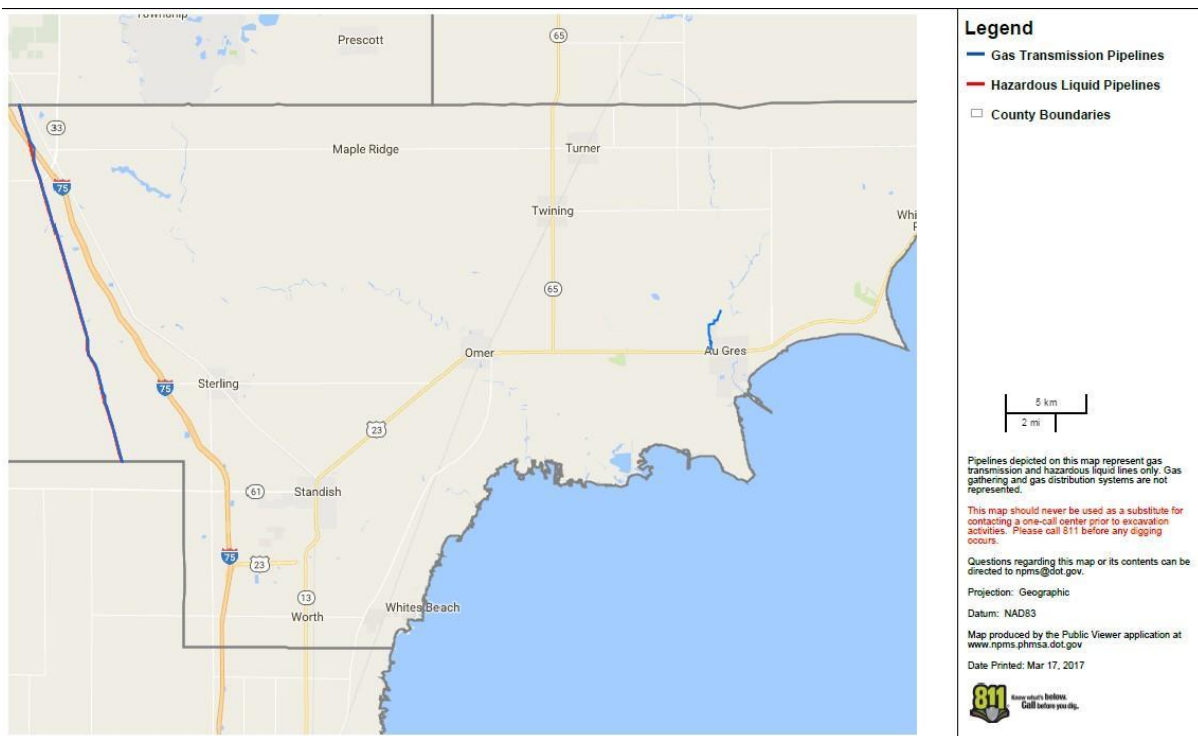 Township
Prescott
65
33
Maple Ridge
Turner
75
Twining
Whi
65
Omer
Au Gres
75
Sterling
23
61
Standish
75
23
13
Worth
Whites Beach
Legend
Gas Transmission Pipelines
Hazardous Liquid Pipelines
County Boundaries
5 km
2 mi
Pipelines depicted on this map represent gas
transmission and hazardous liquid lines only. Gas
gathering and gas distribution systems are not
represented.
This map should never be used as a substitute for
contacting a one-call center prior to excavation
activities. Please call 811 before any digging
occurs.
Questions regarding this map or its contents can be
directed to npms@dot.gov.
Projection: Geographic
Datum: NAD83
Map produced by the Public Viewer application at
www.npms.phmsa.dot.gov
Date Printed: Mar 17, 2017
811
Know what's below.
Call before you dig.